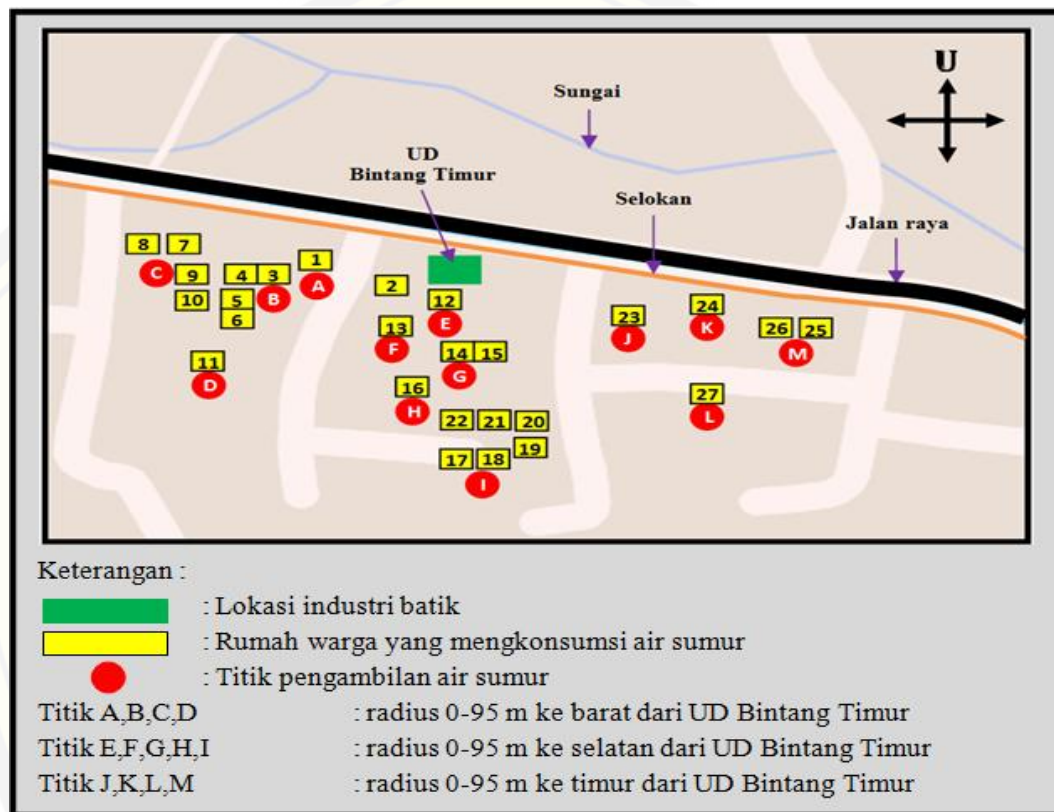 U
Sungai
UD
Bintang Timur
Selokan
Jalan raya
8 7
1
C 9 4 3
A
2
10 5 B
12
24
6
13 E
23 K 26 25
F
J
M
11
14 15
D
G
16
27
H
L
22 21 20
19
17 18
I
Keterangan :
: Lokasi industri batik
: Rumah warga yang mengkonsumsi air sumur
: Titik pengambilan air sumur
Titik A,B,C,D : radius 0-95 m ke barat dari UD Bintang Timur
Titik E,F,G,H,I : radius 0-95 m ke selatan dari UD Bintang Timur
Titik J,K,L,M : radius 0-95 m ke timur dari UD Bintang Timur